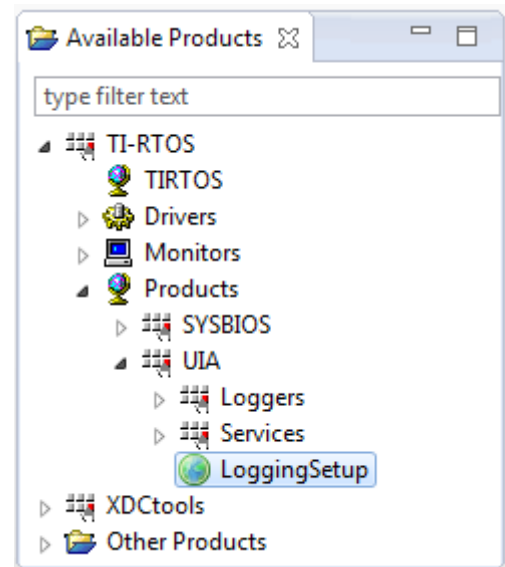 Available Products
type filter text
TI-RTOS
TIRTOS
Drivers
Monitors
Products
SYSBIOS
UIA
Loggers
Services
LoggingSetup
XDCtools
Other Products